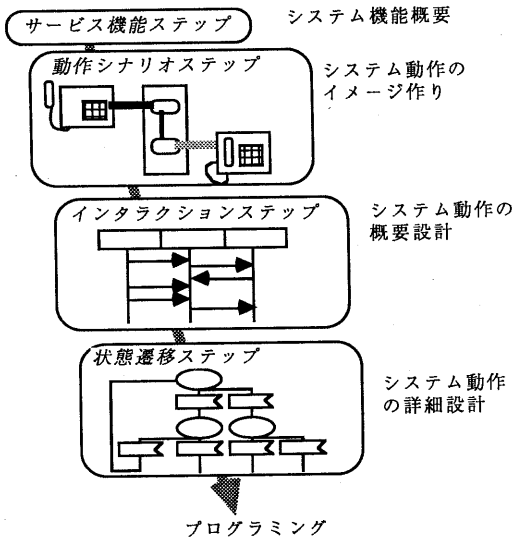 サービス機能ステップ
システム機能概要
動作シナリオステップ
システム動作の
イメージ作り
インタラクションステップ
システム動作の
概要設計
状態遷移ステップ
システム動作
の詳細設計
プログラミング